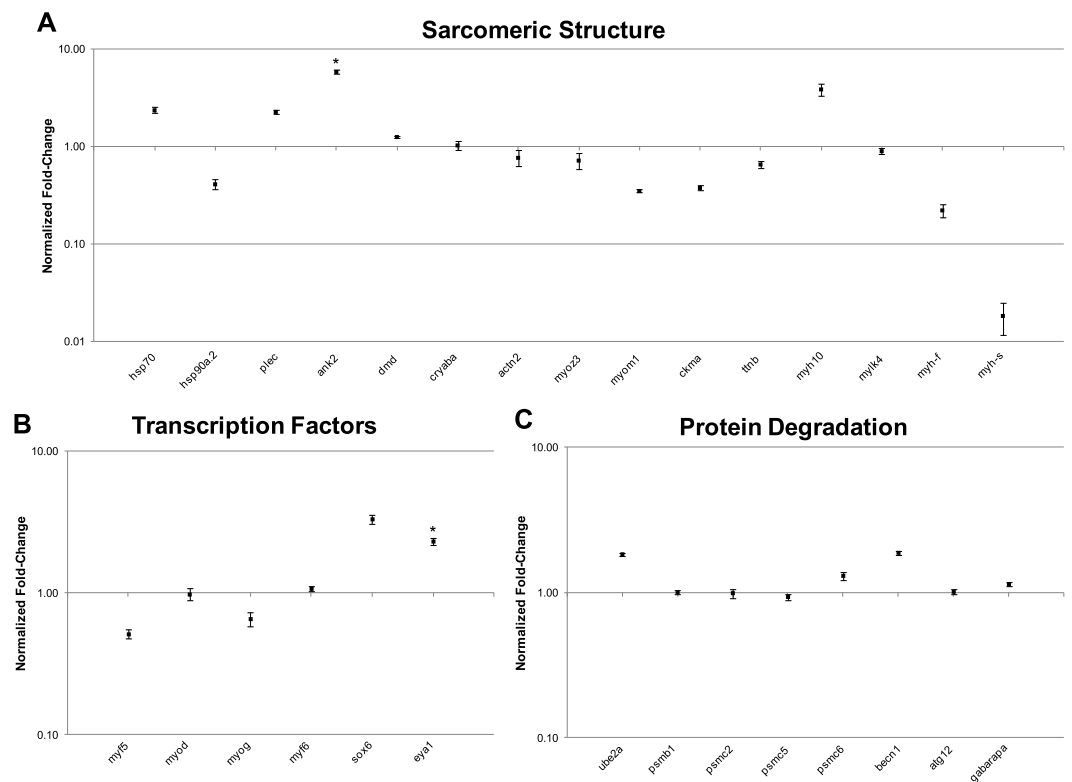 A
Sarcomeric Structure
Normalized Fold-Change
10.00
1.00
0.10
0.01
*
hsp70
hsp90a.2
plec
ank2
dmd
cryaba
actn2
myoz3
myom1
ckma
ttnb
myh10
mylk4
myh-f
myh-s
B
Transcription Factors
Normalized Fold-Change
10.00
1.00
0.10
*
myf5
myod
myog
myf6
sox6
eya1
C
Protein Degradation
Normalized Fold-Change
10.00
1.00
0.10
ube2a
psmb1
psmc2
psmc5
psmc6
becn1
atg12
gabarapa